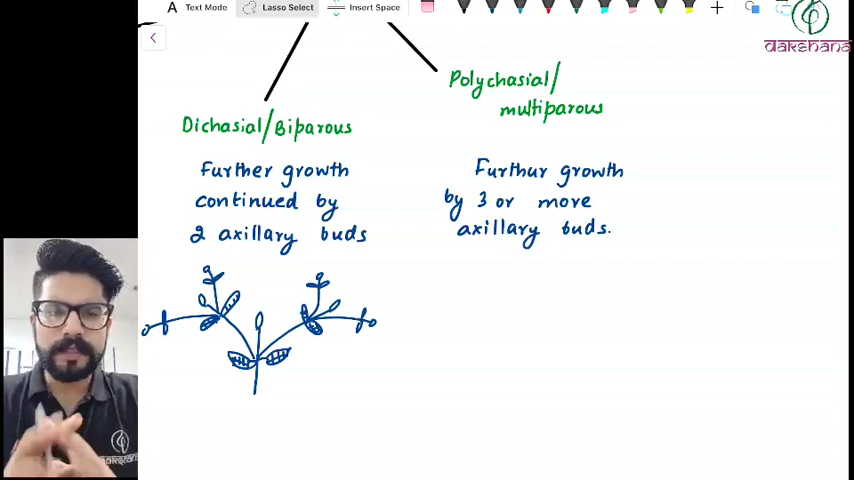 A Text Mode Lasso Select Insert Space
dakshana
Polychasial/
multiparous
Dichasial/Biparous
Further growth
continued by
2 axillary buds
Furthur growth
by 3 or more
axillary buds.
dakshana